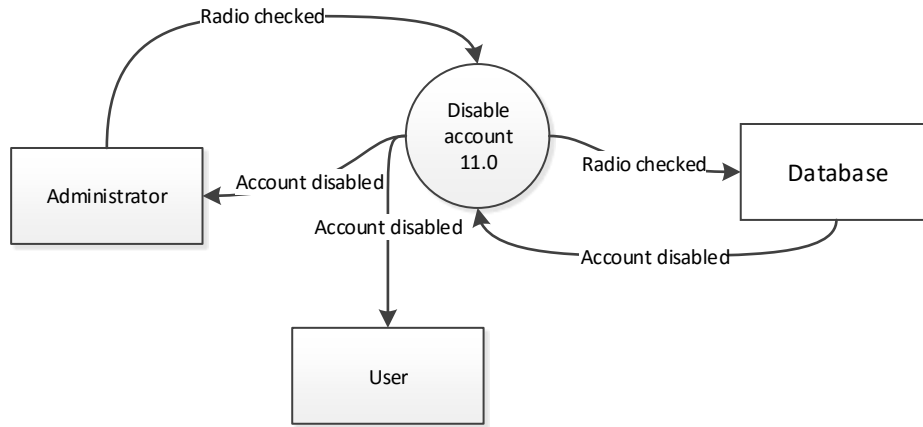 Radio checked
Disable
account
11.0
Administrator
Account disabled
Radio checked
Database
Account disabled
Account disabled
User